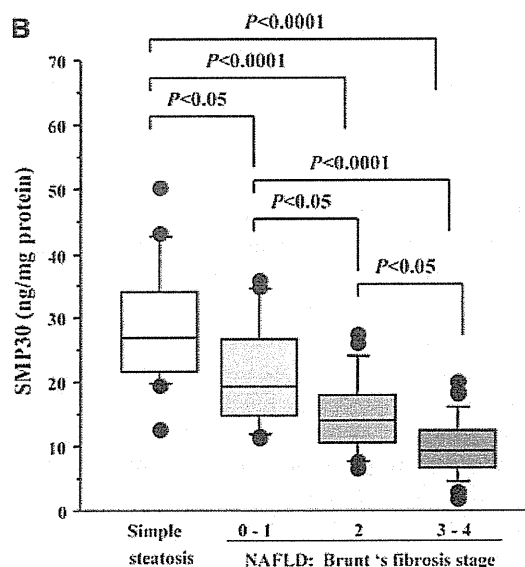 B
P<0.0001
P<0.0001
P<0.05
P<0.0001
P<0.05
P<0.05
SMP30 (ng/mg protein)
70
60
50
40
30
20
10
0
Simple steatosis
0 - 1
2
3 - 4
NAFLD: Brunt 's fibrosis stage